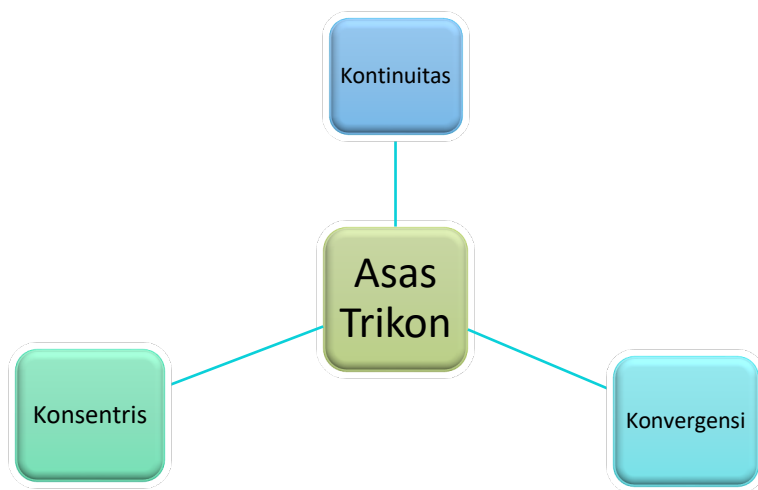 Kontinuitas
Asas
Trikon
Konsentris
Konvergensi